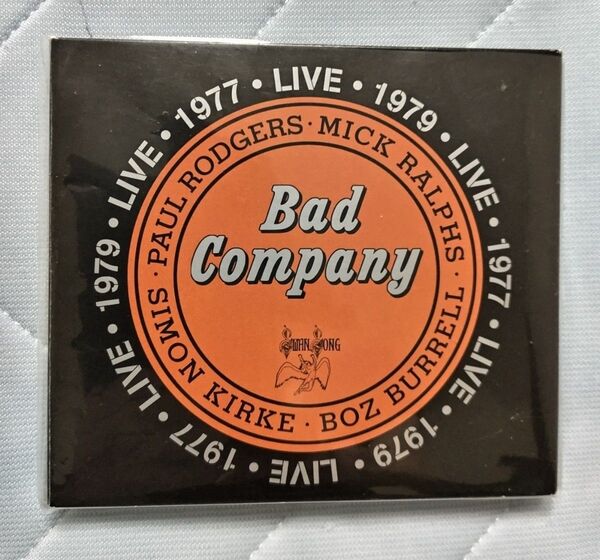 LIVE • 1979 • LIVE • 1977 • LIVE • 1979 • LIVE • 1977 • LIVE • 1979 • LIVE • 1977 •
PAUL RODGERS · MICK RALPHS · BOZ BURRELL · SIMON KIRKE ·
Bad
Company
SWAN SONG